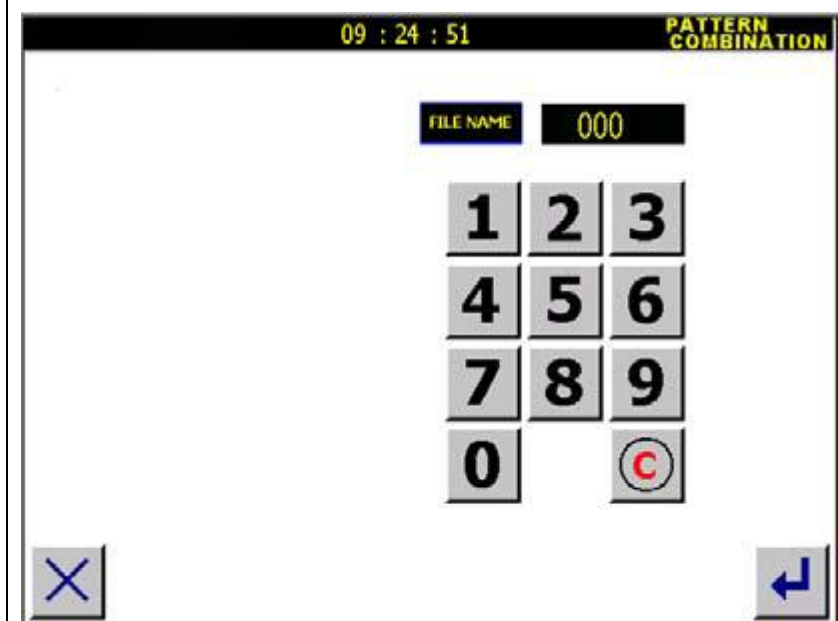 09 : 24 : 51
PATTERN
COMBINATION
FILE NAME 000
1 2 3
4 5 6
7 8 9
0 C